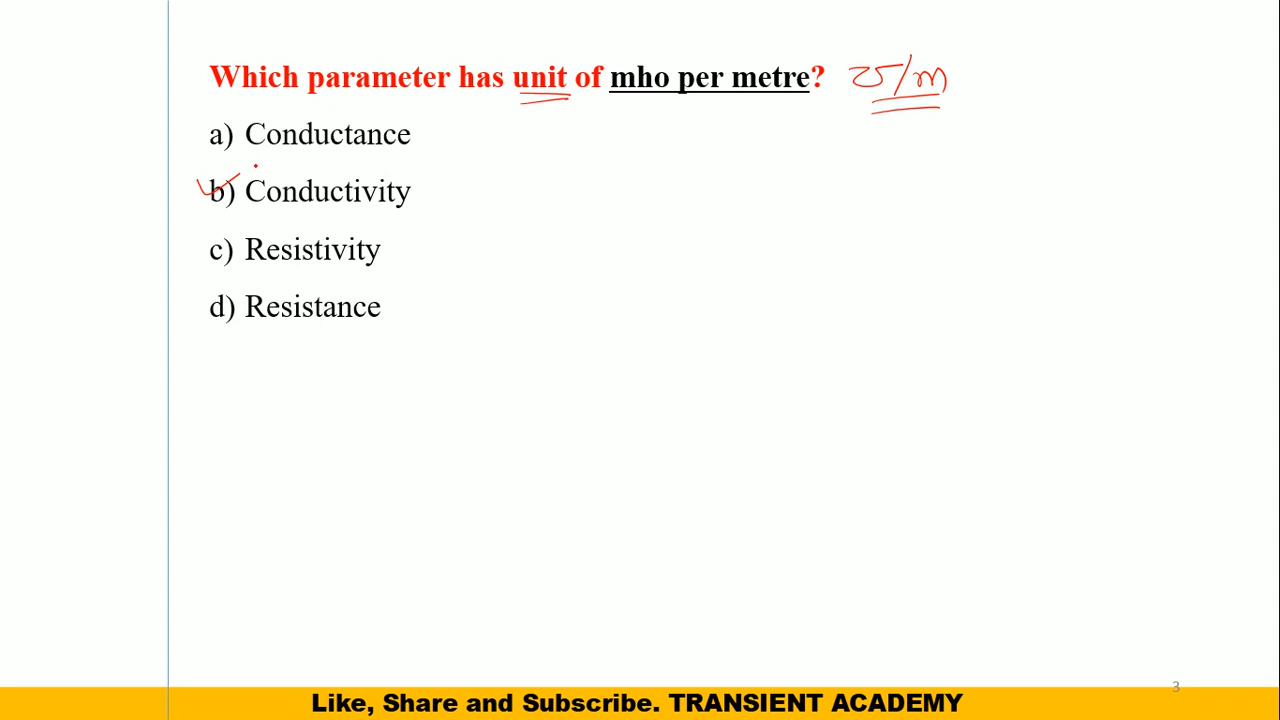 Which parameter has unit of mho per metre? ℧/m
a) Conductance
b) Conductivity
c) Resistivity
d) Resistance
3
Like, Share and Subscribe. TRANSIENT ACADEMY